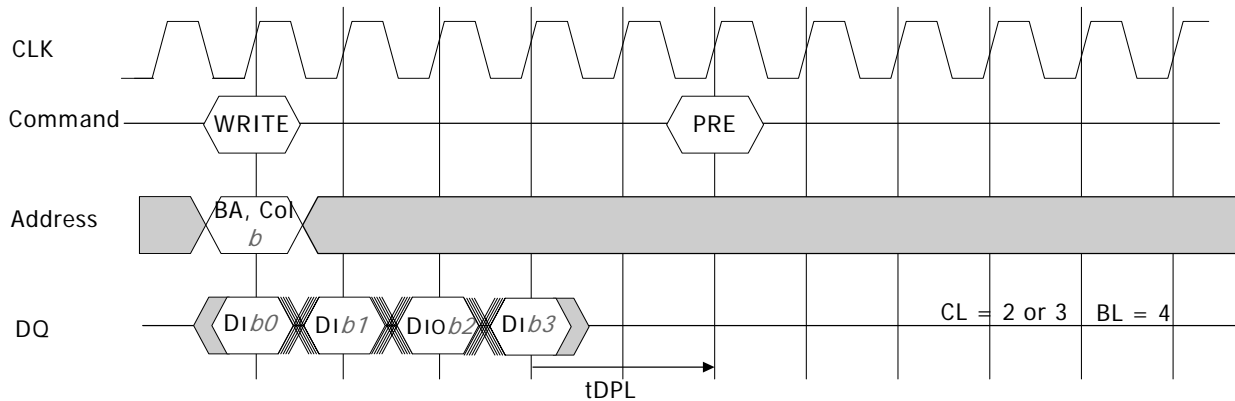 CLK
Command WRITE PRE
Address BA, Col
b
DQ DIb0 DIb1 DIOb2 DIb3 CL = 2 or 3 BL = 4
tDPL